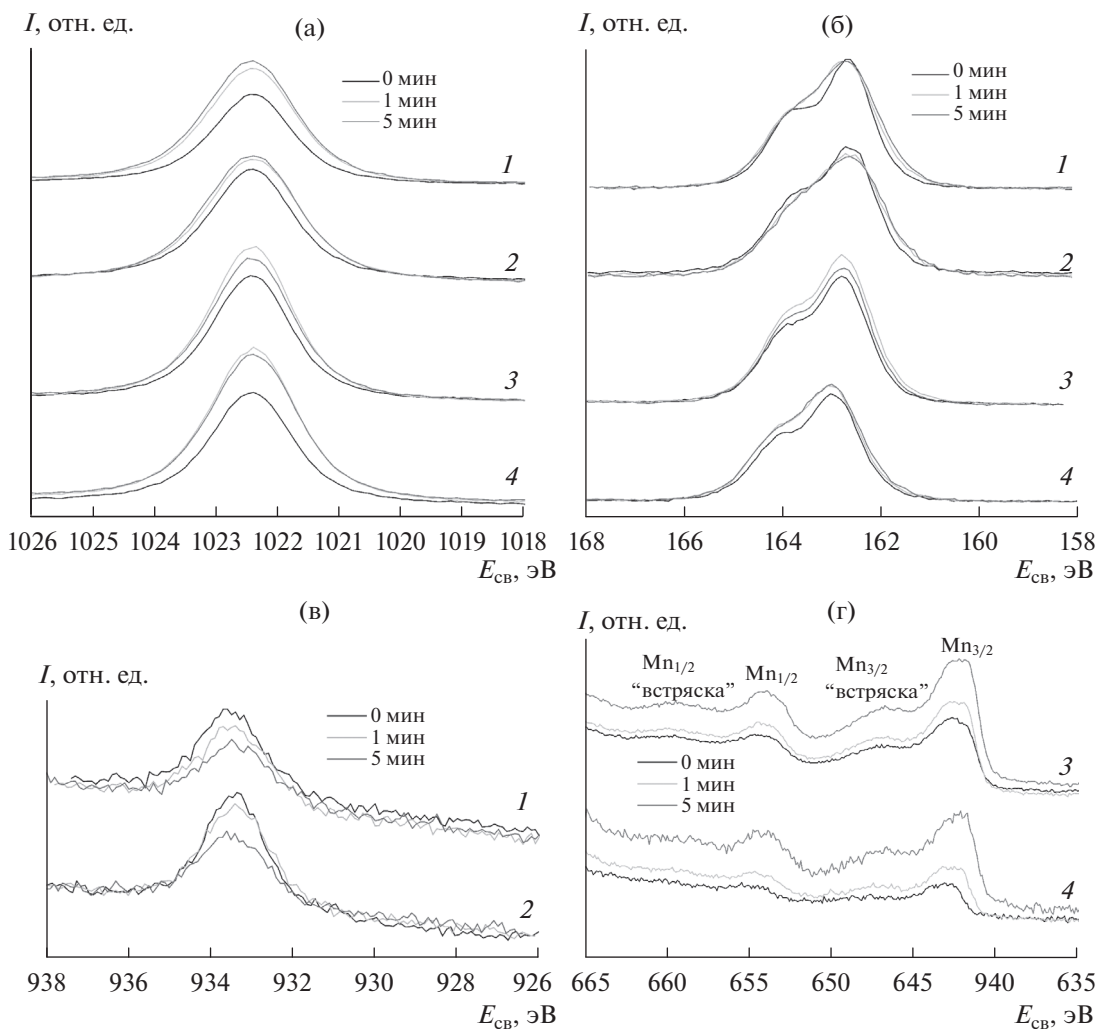 I, отн. ед.
(а)
0 мин
1 мин
5 мин
1
2
3
4
1026 1025 1024 1023 1022 1021 1020 1019 1018
Eсв, эВ
I, отн. ед.
(б)
0 мин
1 мин
5 мин
1
2
3
4
168 166 164 162 160 158
Eсв, эВ
(в)
I, отн. ед.
0 мин
1 мин
5 мин
1
2
938 936 934 933 932 930 928 926
Eсв, эВ
(г)
I, отн. ед.
Mn1/2
“встряска”
Mn1/2
Mn3/2
“встряска”
Mn3/2
0 мин
1 мин
5 мин
3
4
665 660 655 650 645 940 635
Eсв, эВ